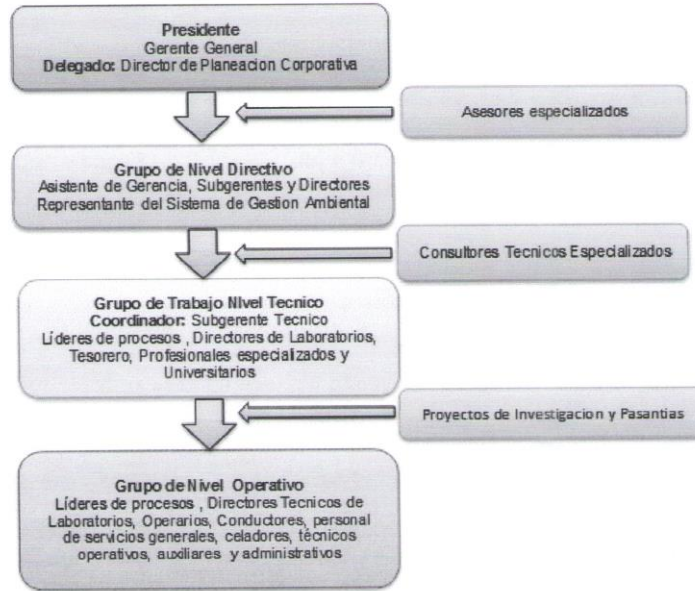 Presidente
Gerente General
Delegado: Director de Planeacion Corporativa
Asesores especializados
Grupo de Nivel Directivo
Asistente de Gerencia, Subgerentes y Directores
Representante del Sistema de Gestion Ambiental
Consultores Tecnicos Especializados
Grupo de Trabajo NIvel Tecnico
Coordinador: Subgerente Tecnico
Líderes de procesos , Directores de Laboratorios,
Tesorero, Profesionales especializados y
Universitarios
Proyectos de Investigacion y Pasantias
Grupo de Nivel Operativo
Líderes de procesos , Directores Tecnicos de
Laboratorios, Operarios, Conductores, personal
de servicios generales, celadores, técnicos
operativos, auxiliares y administrativos